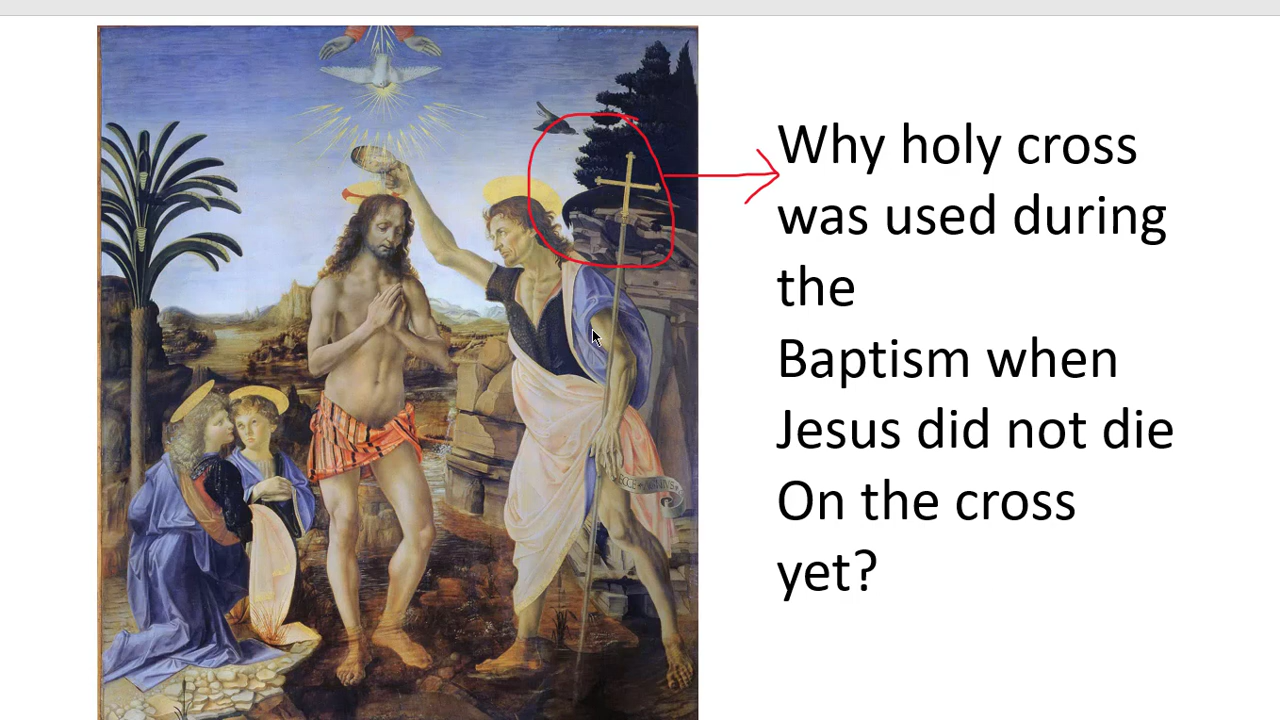 Why holy cross
was used during
the
Baptism when
Jesus did not die
On the cross
yet?